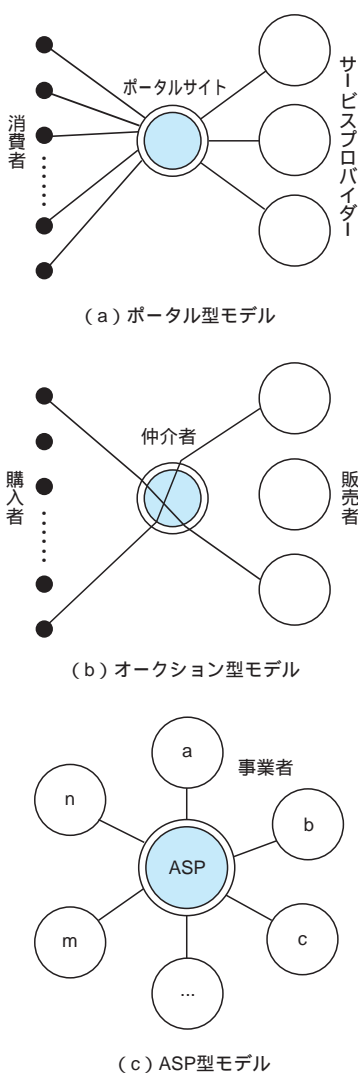 ポータルサイト
消費者
サービスプロバイダー
(a)ポータル型モデル
仲介者
購入者
販売者
(b)オークション型モデル
a
事業者
n
b
ASP
m
c
...
(c)ASP型モデル